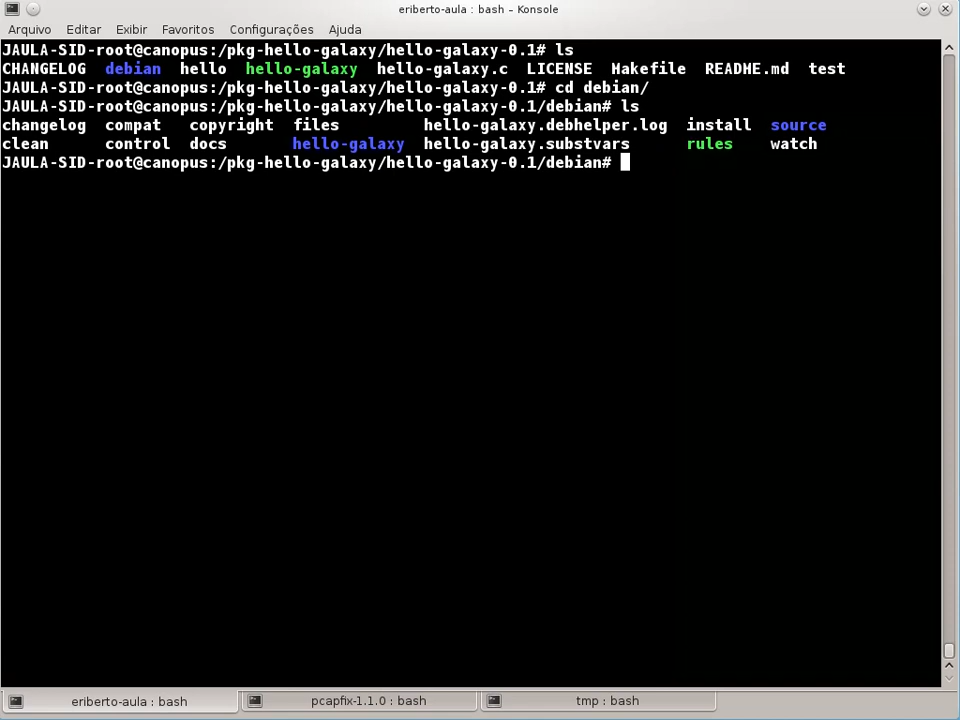 eriberto-aula : bash – Konsole
Arquivo Editar Exibir Favoritos Configurações Ajuda
JAULA-SID-root@canopus:/pkg-hello-galaxy/hello-galaxy-0.1# ls
CHANGELOG debian hello hello-galaxy hello-galaxy.c LICENSE Makefile README.md test
JAULA-SID-root@canopus:/pkg-hello-galaxy/hello-galaxy-0.1# cd debian/
JAULA-SID-root@canopus:/pkg-hello-galaxy/hello-galaxy-0.1/debian# ls
changelog compat copyright files hello-galaxy.debhelper.log install source
clean control docs hello-galaxy hello-galaxy.substvars rules watch
JAULA-SID-root@canopus:/pkg-hello-galaxy/hello-galaxy-0.1/debian#
eriberto-aula : bash pcapfix-1.1.0 : bash tmp : bash